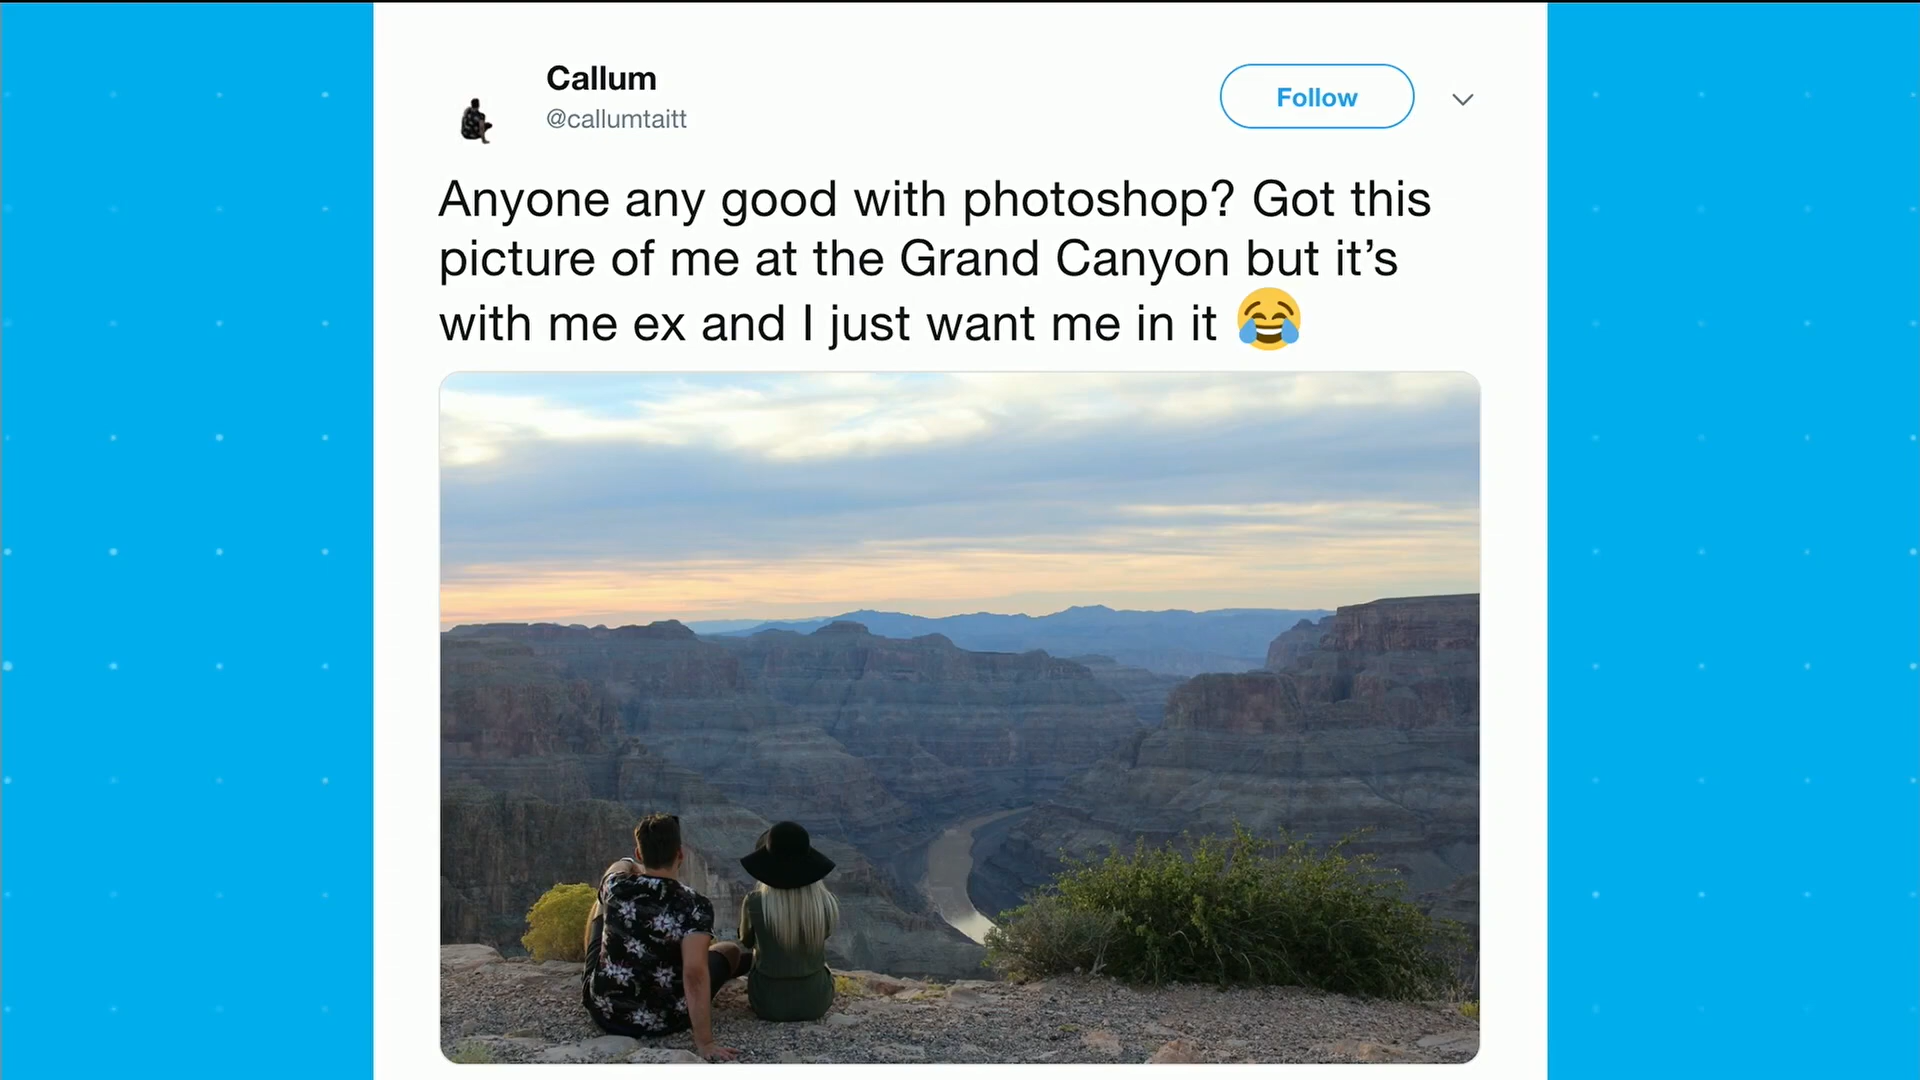 Callum
@callumtaitt
Follow
Anyone any good with photoshop? Got this
picture of me at the Grand Canyon but it’s
with me ex and I just want me in it 😂